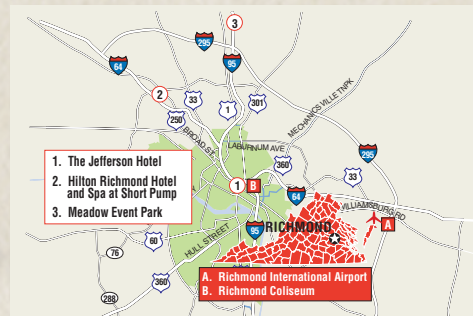 3
295
64
95
2
33
1
301
250
MECHANICSVILLE TNPK
BROAD ST.
LABURNUM AVE
360
295
33
1. The Jefferson Hotel
2. Hilton Richmond Hotel
and Spa at Short Pump
3. Meadow Event Park
1
B
64
WILLIAMSBURG RD
RICHMOND
A
95
HULL STREET
60
76
360
288
A. Richmond International Airport
B. Richmond Coliseum